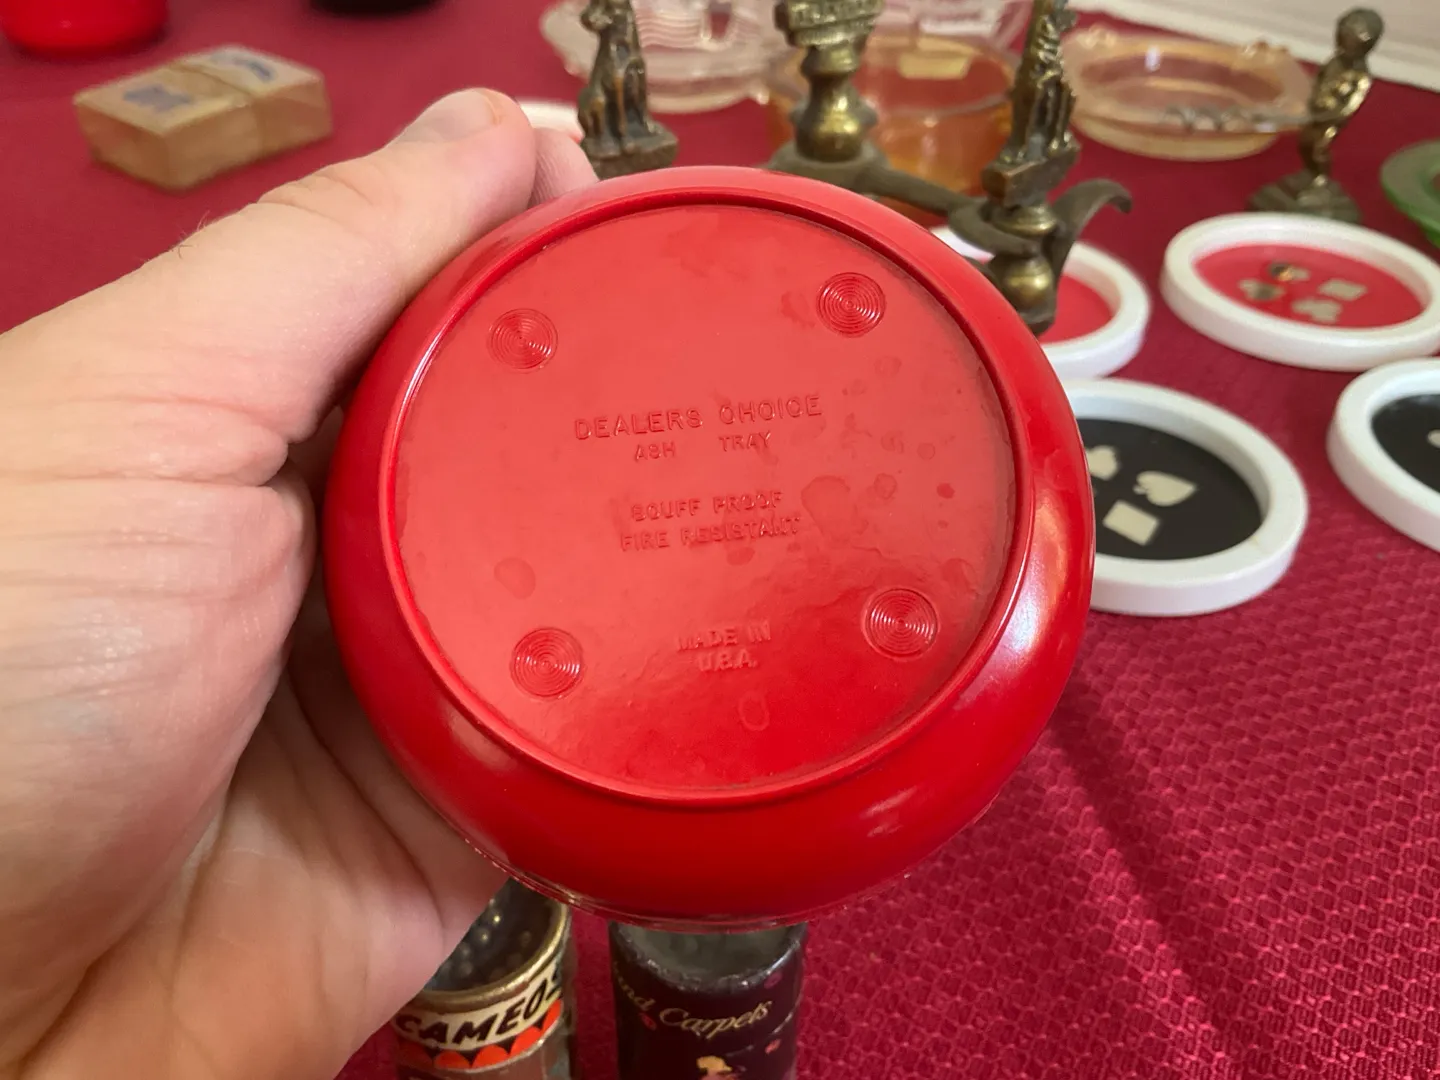 DEALERS CHOICE
ASH TRAY
SCUFF PROOF
FIRE RESISTANT
MADE IN
U.S.A.
CAMEOS
Carpets